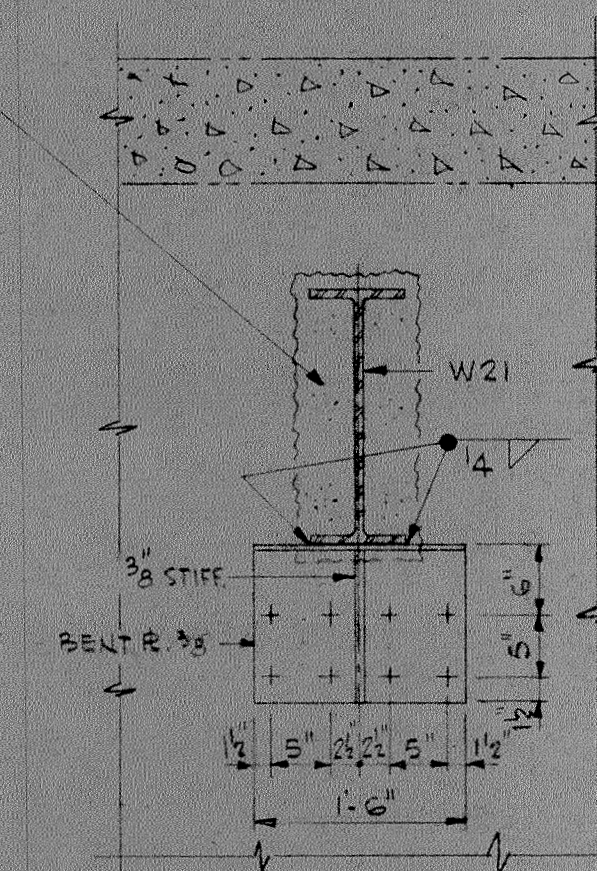 W21
1/4
3/8" STIFF.
BENT PL. 3/8
6"
5"
1 1/2"
1 1/2" 5" 2 1/2" 2 1/2" 5" 1 1/2"
1'-6"